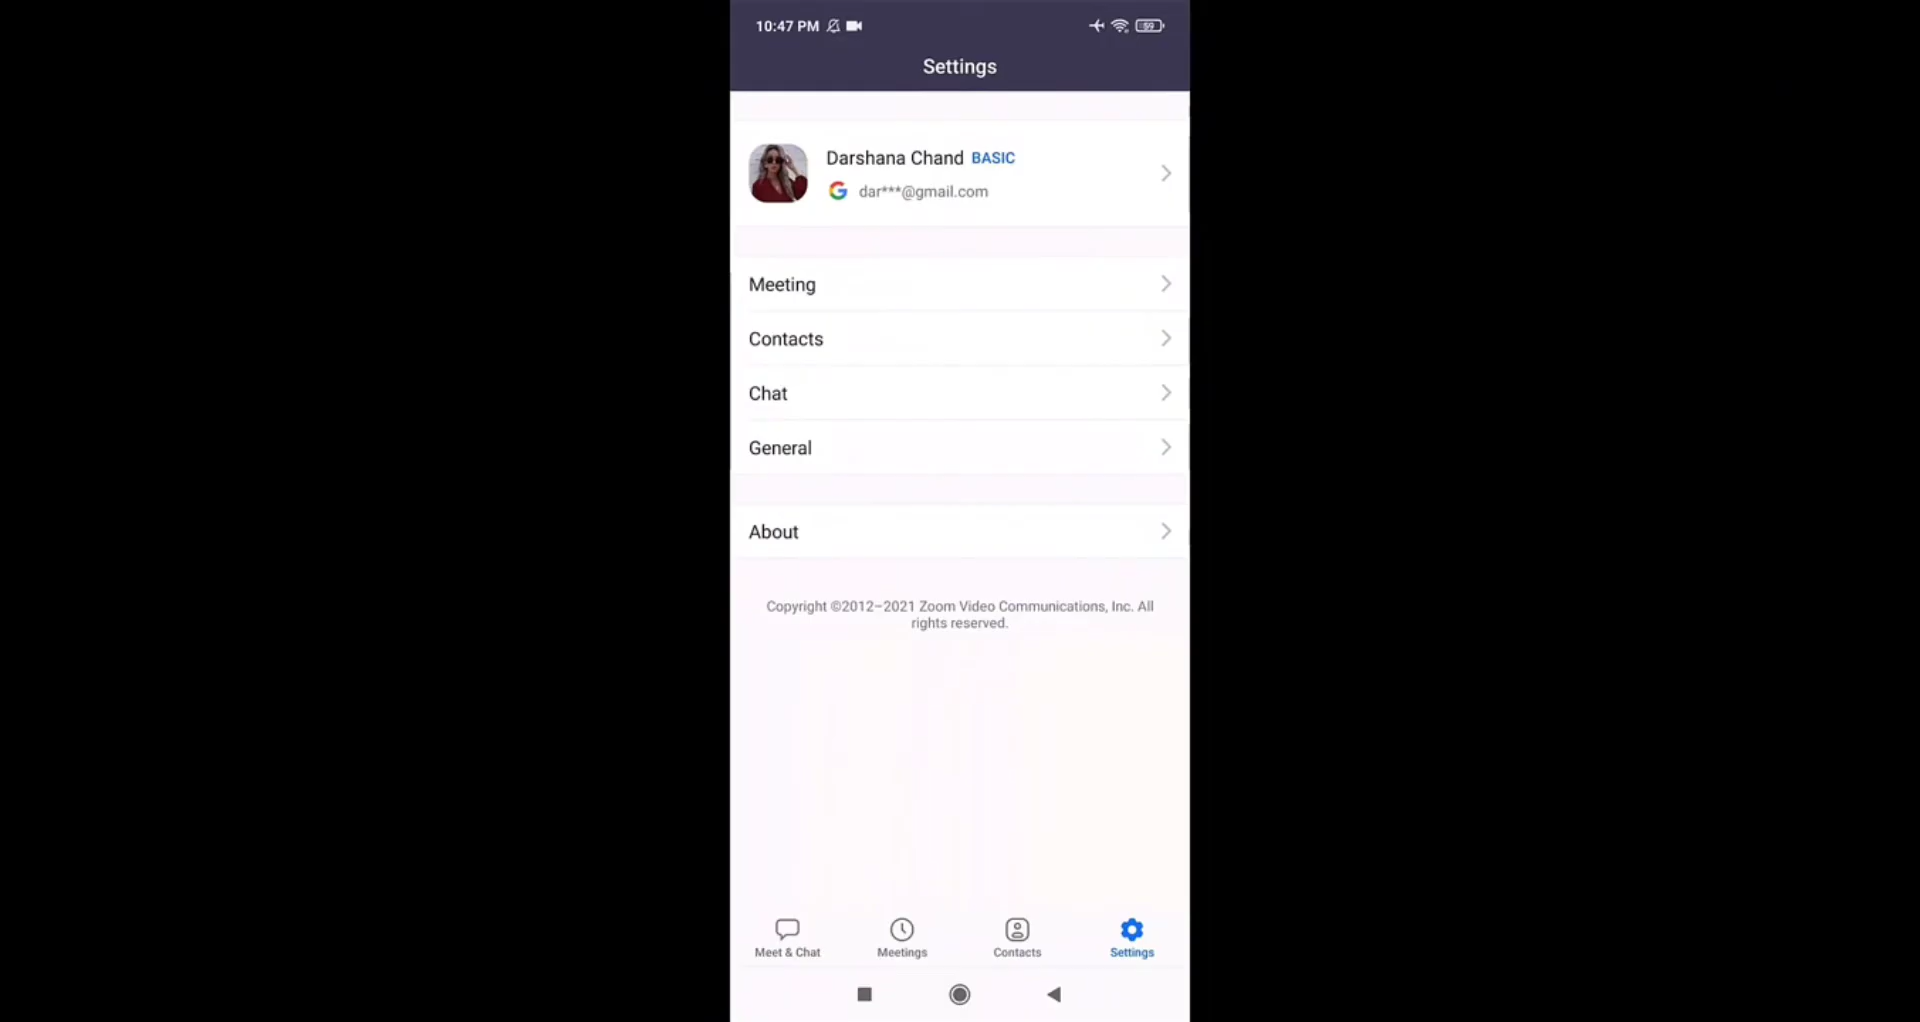 10:47 PM
59
Settings
Darshana Chand BASIC
dar***@gmail.com
Meeting
Contacts
Chat
General
About
Copyright ©2012–2021 Zoom Video Communications, Inc. All
rights reserved.
Meet & Chat
Meetings
Contacts
Settings